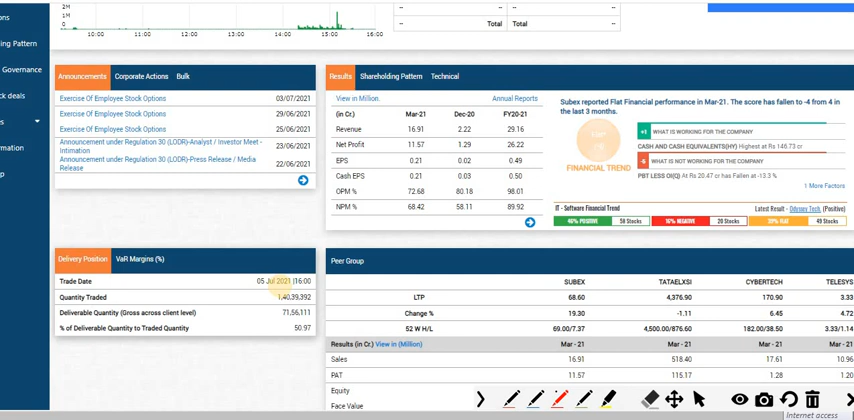 2M
1M
0
10:00 11:00 12:00 13:00 14:00 15:00 16:00
-- --
Total Total
ons
ing Pattern
Governance
ck deals
es
rmation
p
Announcements Corporate Actions Bulk
Exercise Of Employee Stock Options 03/07/2021
Exercise Of Employee Stock Options 29/06/2021
Exercise Of Employee Stock Options 25/06/2021
Announcement under Regulation 30 (LODR)-Analyst / Investor Meet - 23/06/2021
Intimation
Announcement under Regulation 30 (LODR)-Press Release / Media 22/06/2021
Release
Results Shareholding Pattern Technical
View in Million. Annual Reports
(in Cr.) Mar-21 Dec-20 FY20-21
Revenue 16.91 2.22 29.16
Net Profit 11.57 1.29 26.22
EPS 0.21 0.02 0.49
Cash EPS 0.21 0.03 0.50
OPM % 72.68 80.18 98.01
NPM % 68.42 58.11 89.92
Subex reported Flat Financial performance in Mar-21. The score has fallen to -4 from 4 in
the last 3 months.
FINANCIAL TREND
+1 WHAT IS WORKING FOR THE COMPANY
CASH AND CASH EQUIVALENTS(HY) Highest at Rs 146.73 cr
WHAT IS NOT WORKING FOR THE COMPANY
PBT LESS OI(Q) At Rs 20.47 cr has Fallen at -13.3 %
1 More Factors
IT - Software Financial Trend Latest Result - Odyssey Tech. (Positive)
POSITIVE 58 Stocks NEGATIVE 20 Stocks FLAT 49 Stocks
Delivery Position VaR Margins (%)
Trade Date 05 Jul 2021 |16:00
Quantity Traded 1,40,39,392
Deliverable Quantity (Gross across client level) 71,56,111
% of Deliverable Quantity to Traded Quantity 50.97
Peer Group
SUBEX TATAELXSI CYBERTECH TELESYS
LTP 68.60 4,376.90 170.90 3.33
Change % 19.30 -1.11 6.45 4.72
52 W H/L 69.00/7.37 4,500.00/876.60 182.00/38.50 3.33/1.14
Results (in Cr.) View in (Million) Mar - 21 Mar - 21 Mar - 21 Mar - 21
Sales 16.91 518.40 17.61 10.96
PAT 11.57 115.17 1.28 1.20
Equity
Face Value
Internet access